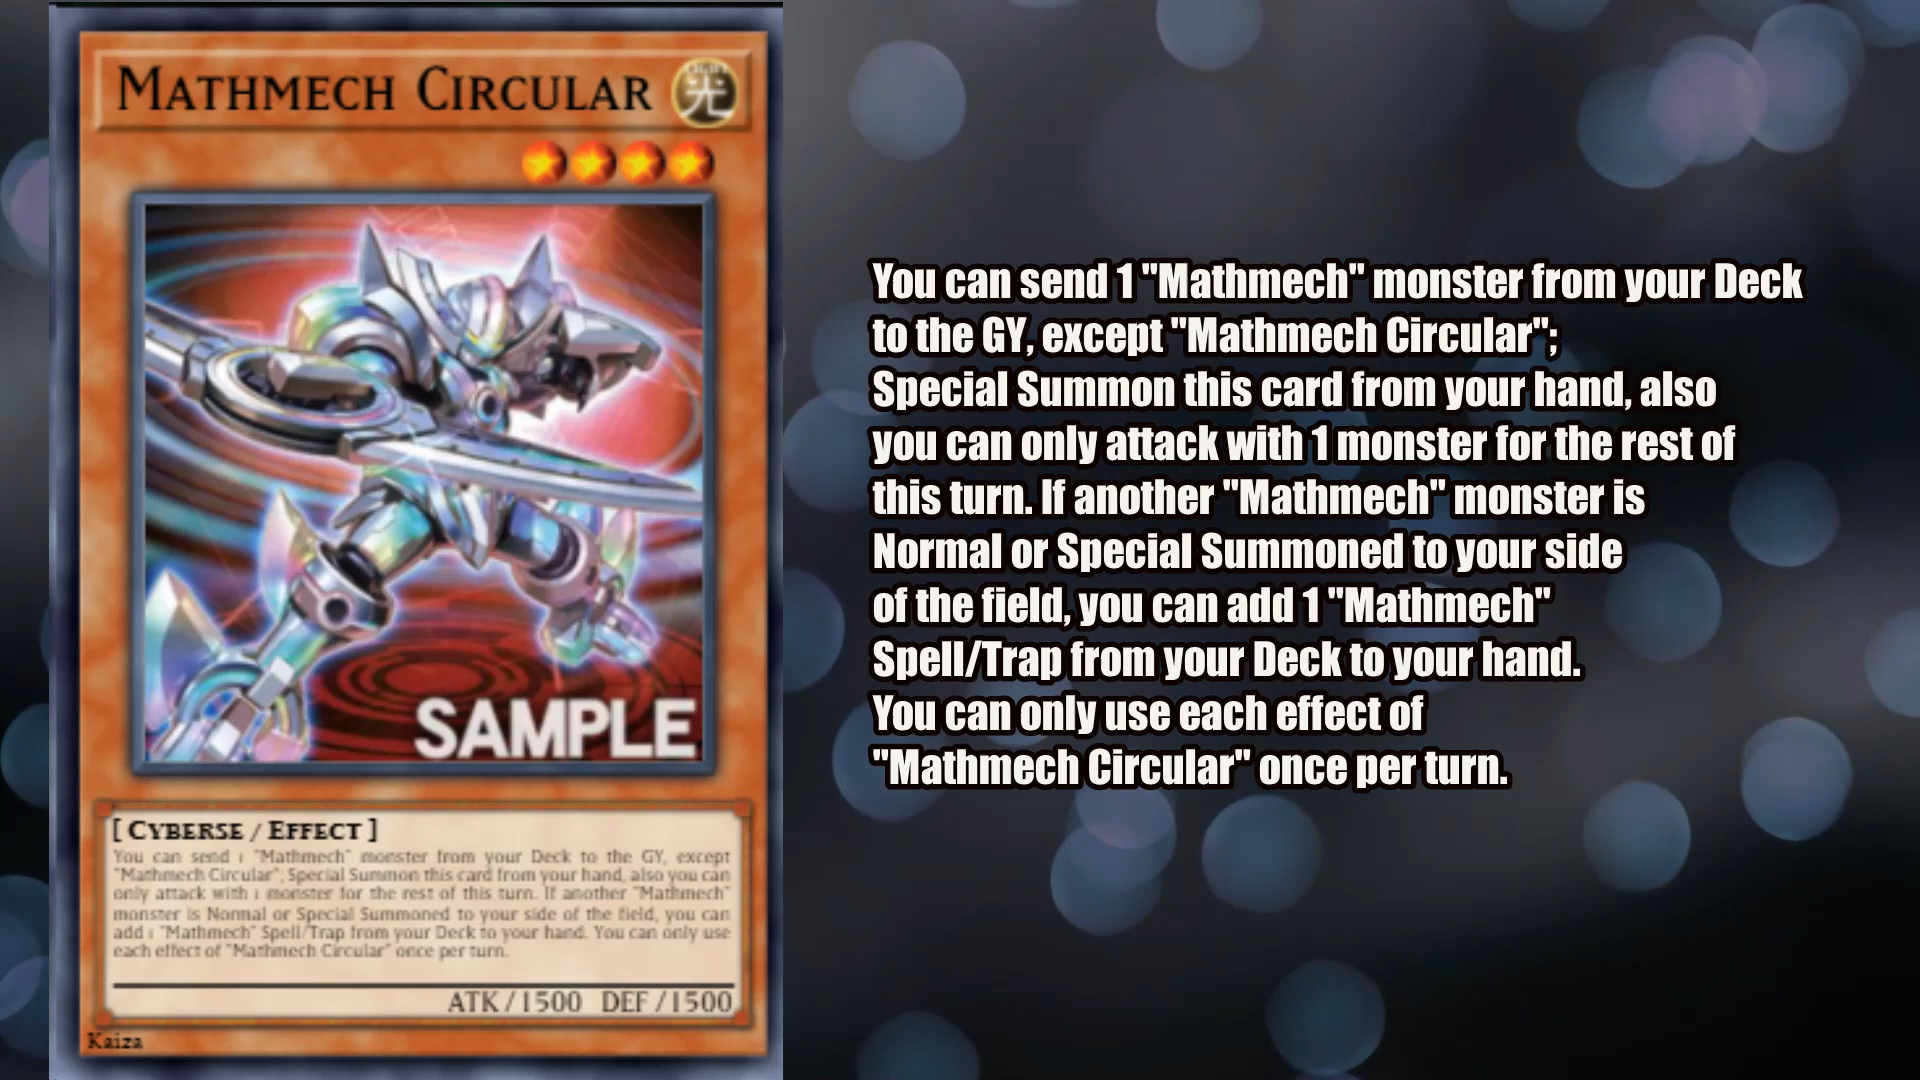 MATHMECH CIRCULAR
光
SAMPLE
[ CYBERSE / EFFECT ]
You can send 1 "Mathmech" monster from your Deck to the GY, except
"Mathmech Circular"; Special Summon this card from your hand, also you can
only attack with 1 monster for the rest of this turn. If another "Mathmech"
monster is Normal or Special Summoned to your side of the field, you can
add 1 "Mathmech" Spell/Trap from your Deck to your hand. You can only use
each effect of "Mathmech Circular" once per turn.
ATK/1500 DEF/1500
Kaiza
You can send 1 "Mathmech" monster from your Deck
to the GY, except "Mathmech Circular";
Special Summon this card from your hand, also
you can only attack with 1 monster for the rest of
this turn. If another "Mathmech" monster is
Normal or Special Summoned to your side
of the field, you can add 1 "Mathmech"
Spell/Trap from your Deck to your hand.
You can only use each effect of
"Mathmech Circular" once per turn.